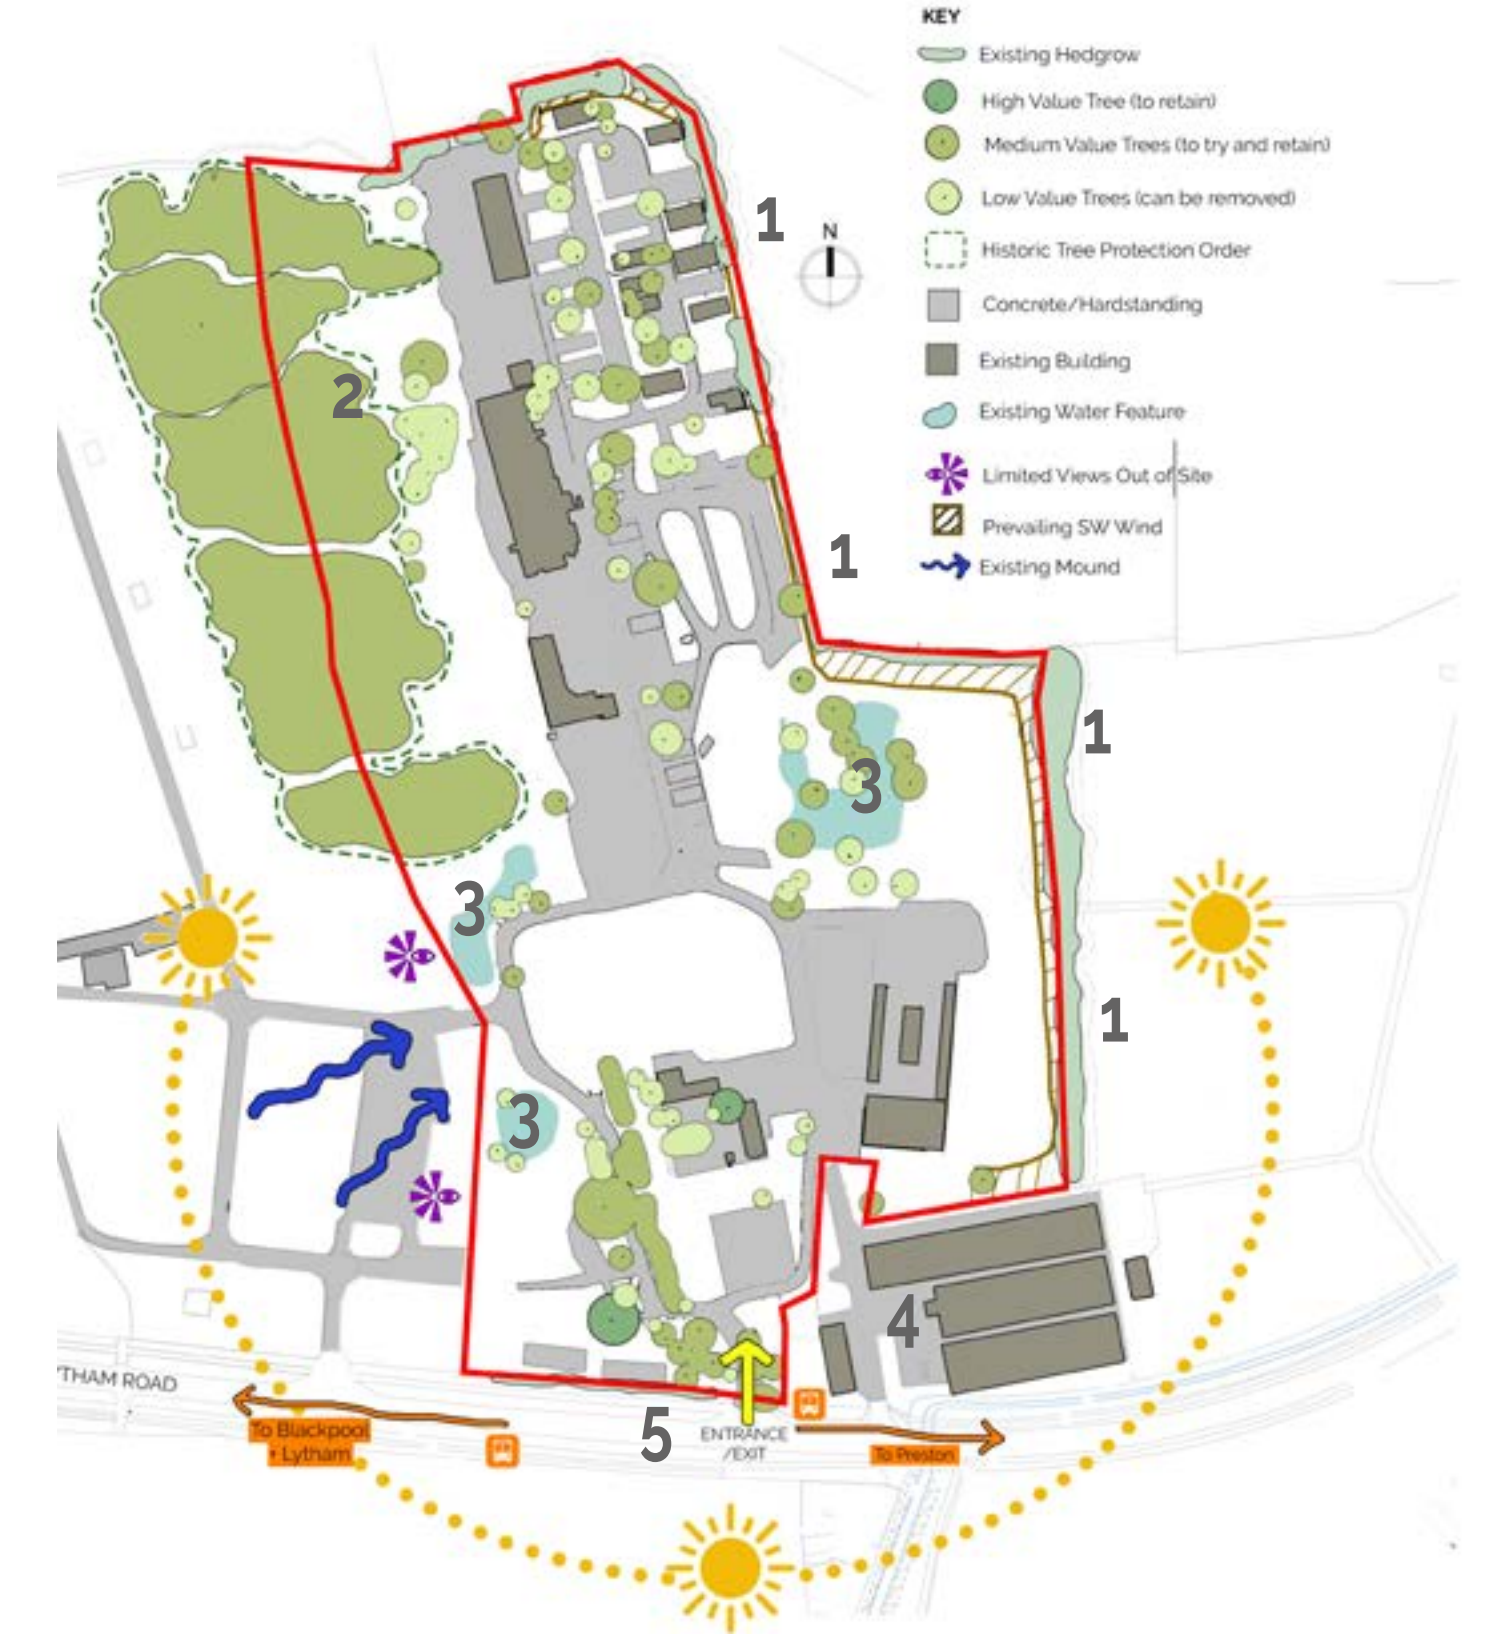 KEY
Existing Hedgrow
High Value Tree (to retain)
Medium Value Trees (to try and retain)
Low Value Trees (can be removed)
Historic Tree Protection Order
Concrete/Hardstanding
Existing Building
Existing Water Feature
Limited Views Out of Site
Prevailing SW Wind
Existing Mound
N
1
2
1
1
3
3
1
3
4
5
THAM ROAD
To Blackpool
+ Lytham
ENTRANCE
/EXIT
To Preston